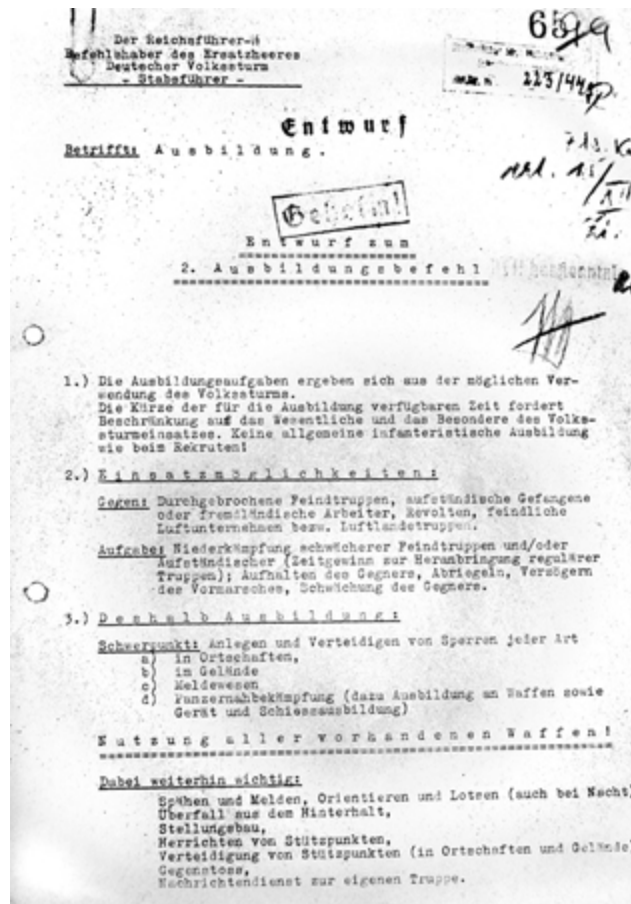 65
Der Reichsführer-SS
Befehlshaber des Ersatzheeres
Deutscher Volkssturm
- Stabsführer -
223/44
Entwurf
Betrifft: Ausbildung.
Geheim!
Entwurf zum
2. Ausbildungsbefehl
1.) Die Ausbildungsaufgaben ergeben sich aus der möglichen Ver-
wendung des Volkssturms.
Die Kürze der für die Ausbildung verfügbaren Zeit fordert
Beschränkung auf das Wesentliche und das Besondere des Volks-
sturmeinsatzes. Keine allgemeine infanteristische Ausbildung
wie beim Rekruten!
2.) Einsatzmöglichkeiten:
Gegen: Durchgebrochene Feindtruppen, aufständische Gefangene
oder fremdländische Arbeiter, Revolten, feindliche
Luftunternehmen bezw. Luftlandetruppen.
Aufgabe: Niederkämpfung schwächerer Feindtruppen und/oder
Aufständischer (Zeitgewinn zur Heranbringung regulärer
Truppen); Aufhalten des Gegners, Abriegeln, Verzögern
des Vormarsches, Schwächung des Gegners.
3.) Deshalb Ausbildung:
Schwerpunkt: Anlegen und Verteidigen von Sperren jeder Art
a) in Ortschaften,
b) im Gelände
c) Meldewesen
d) Panzernahbekämpfung (dazu Ausbildung an Waffen sowie
Gerät und Schiessausbildung)
Nutzung aller vorhandenen Waffen!
Dabei weiterhin wichtig:
Spähen und Melden, Orientieren und Lotsen (auch bei Nacht)
Überfall aus dem Hinterhalt,
Stellungsbau,
Herrichten von Stützpunkten,
Verteidigung von Stützpunkten (in Ortschaften und Gelände)
Gegenstoss,
Nachrichtendienst zur eigenen Truppe.